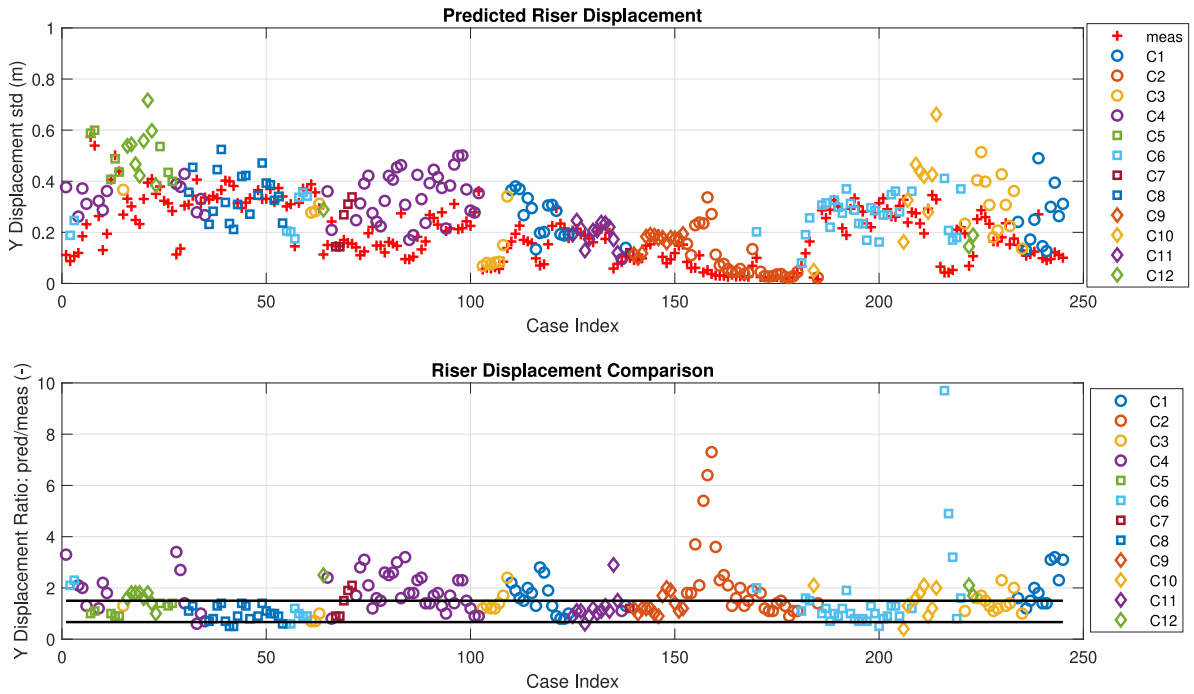 Predicted Riser Displacement
Y Displacement std (m)
1
0.8
0.6
0.4
0.2
0
0
50
100
150
200
250
Case Index
meas
C1
C2
C3
C4
C5
C6
C7
C8
C9
C10
C11
C12
Riser Displacement Comparison
Y Displacement Ratio: pred/meas (-)
10
8
6
4
2
0
0
50
100
150
200
250
Case Index
C1
C2
C3
C4
C5
C6
C7
C8
C9
C10
C11
C12